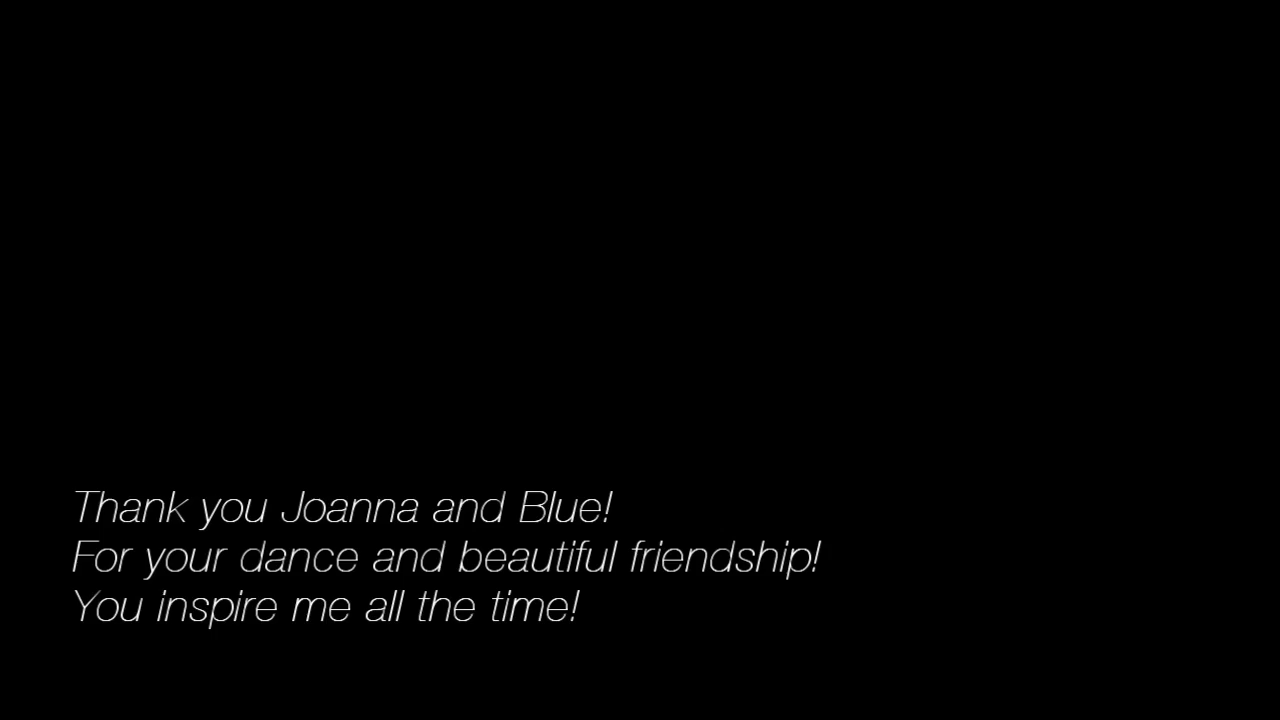 Thank you Joanna and Blue!
For your dance and beautiful friendship!
You inspire me all the time!